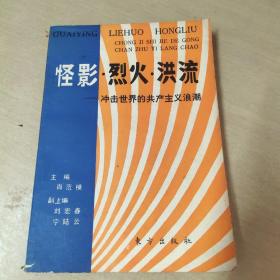 GUAIYING LIEHUO HONGLIU
CHONG JI SHI JIE DE GONG
CHAN ZHU YI LANG CHAO
怪影·烈火·洪流
——冲击世界的共产主义浪潮
主编
肖范模
副主编
刘宏春
宁陆云
东方出版社